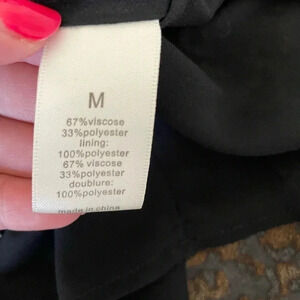 M
67%viscose
33%polyester
lining:
100%polyester
67% viscose
33%polyester
doublure:
100%polyester
made in china